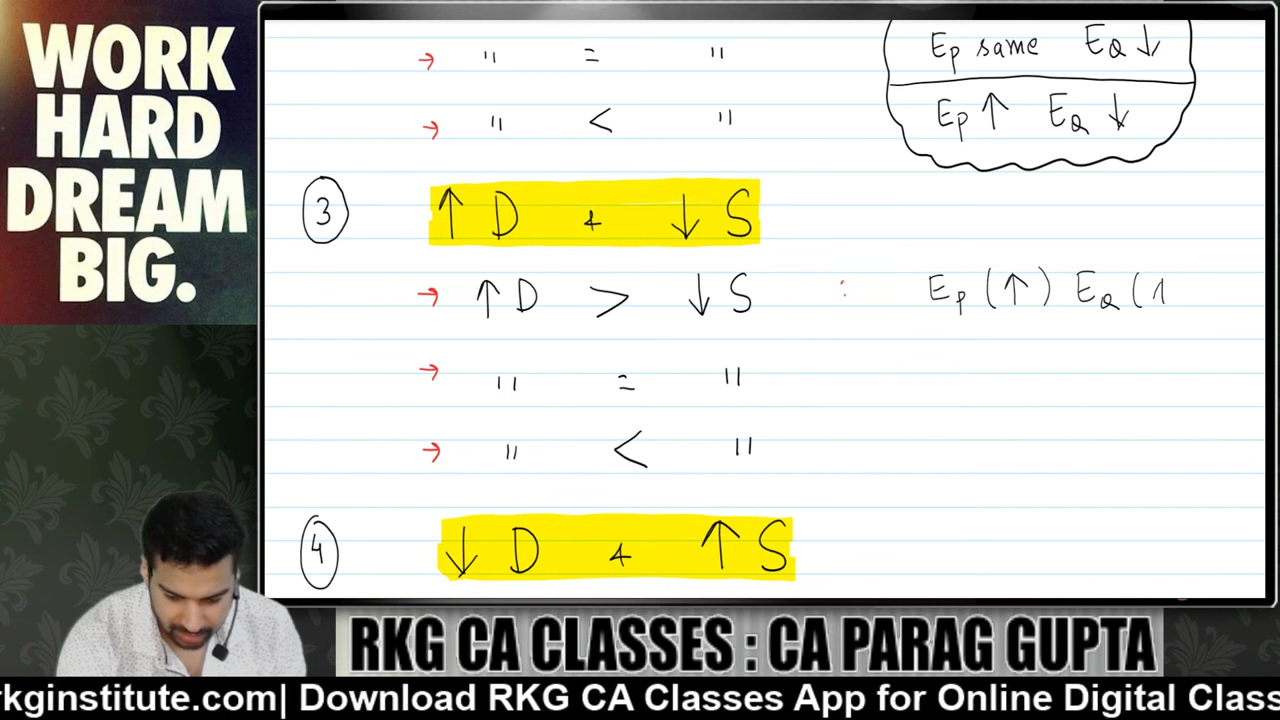 WORK
HARD
DREAM
BIG.
→ " = "
→ " < "
Ep same EQ ↓
Ep ↑ EQ ↓
3 ↑ D + ↓ S
→ ↑ D > ↓ S : Ep (↑) EQ (↑
→ " = "
→ " < "
4 ↓ D + ↑ S
RKG CA CLASSES : CA PARAG GUPTA
rkginstitute.com| Download RKG CA Classes App for Online Digital Class